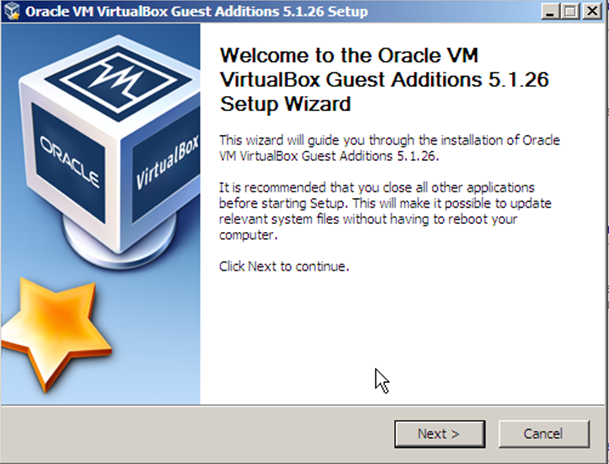 Oracle VM VirtualBox Guest Additions 5.1.26 Setup
ORACLE
VirtualBox
Welcome to the Oracle VM
VirtualBox Guest Additions 5.1.26
Setup Wizard
This wizard will guide you through the installation of Oracle
VM VirtualBox Guest Additions 5.1.26.
It is recommended that you close all other applications
before starting Setup. This will make it possible to update
relevant system files without having to reboot your
computer.
Click Next to continue.
Next >
Cancel